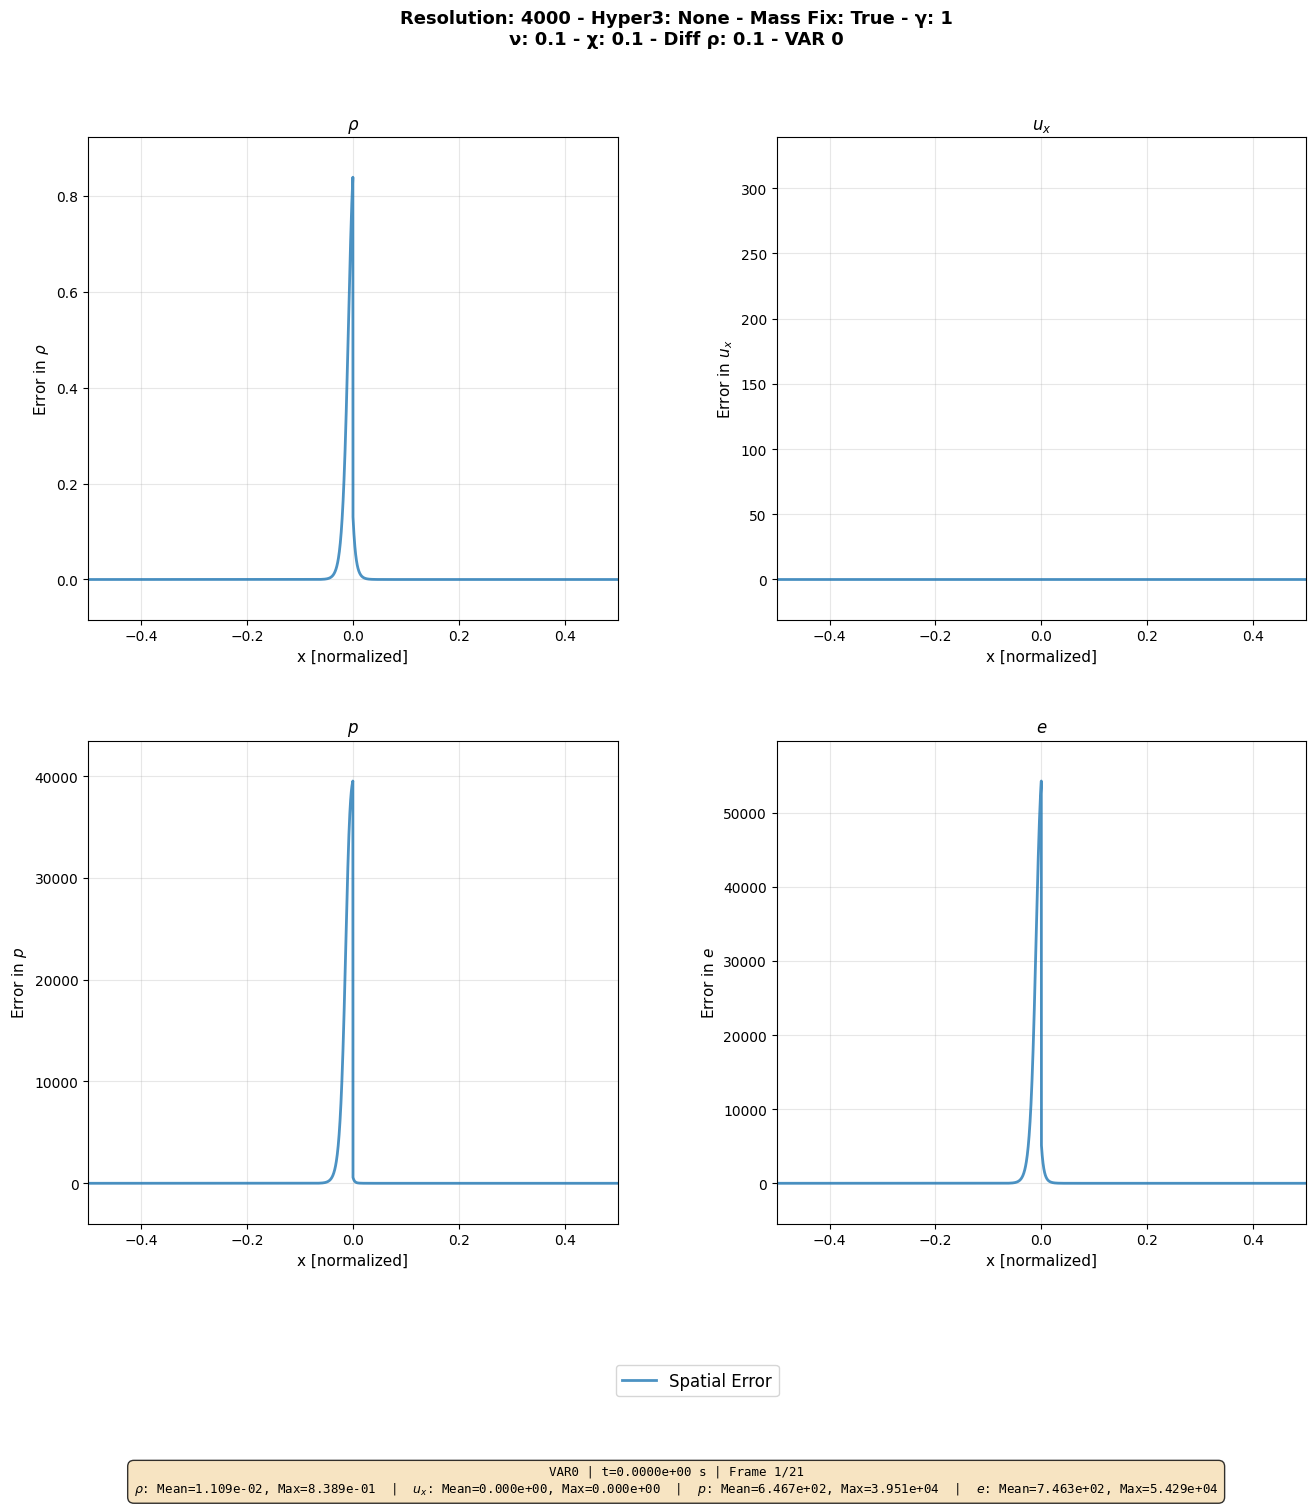 Resolution: 4000 - Hyper3: None - Mass Fix: True - γ: 1
ν: 0.1 - χ: 0.1 - Diff ρ: 0.1 - VAR 0
ρ
0.8
0.6
0.4
0.2
0.0
Error in ρ
−0.4 −0.2 0.0 0.2 0.4
x [normalized]
uₓ
300
250
200
150
100
50
0
Error in uₓ
−0.4 −0.2 0.0 0.2 0.4
x [normalized]
p
40000
30000
20000
10000
0
Error in p
−0.4 −0.2 0.0 0.2 0.4
x [normalized]
e
50000
40000
30000
20000
10000
0
Error in e
−0.4 −0.2 0.0 0.2 0.4
x [normalized]
Spatial Error
VAR0 | t=0.0000e+00 s | Frame 1/21
ρ: Mean=1.109e-02, Max=8.389e-01 | uₓ: Mean=0.000e+00, Max=0.000e+00 | p: Mean=6.467e+02, Max=3.951e+04 | e: Mean=7.463e+02, Max=5.429e+04